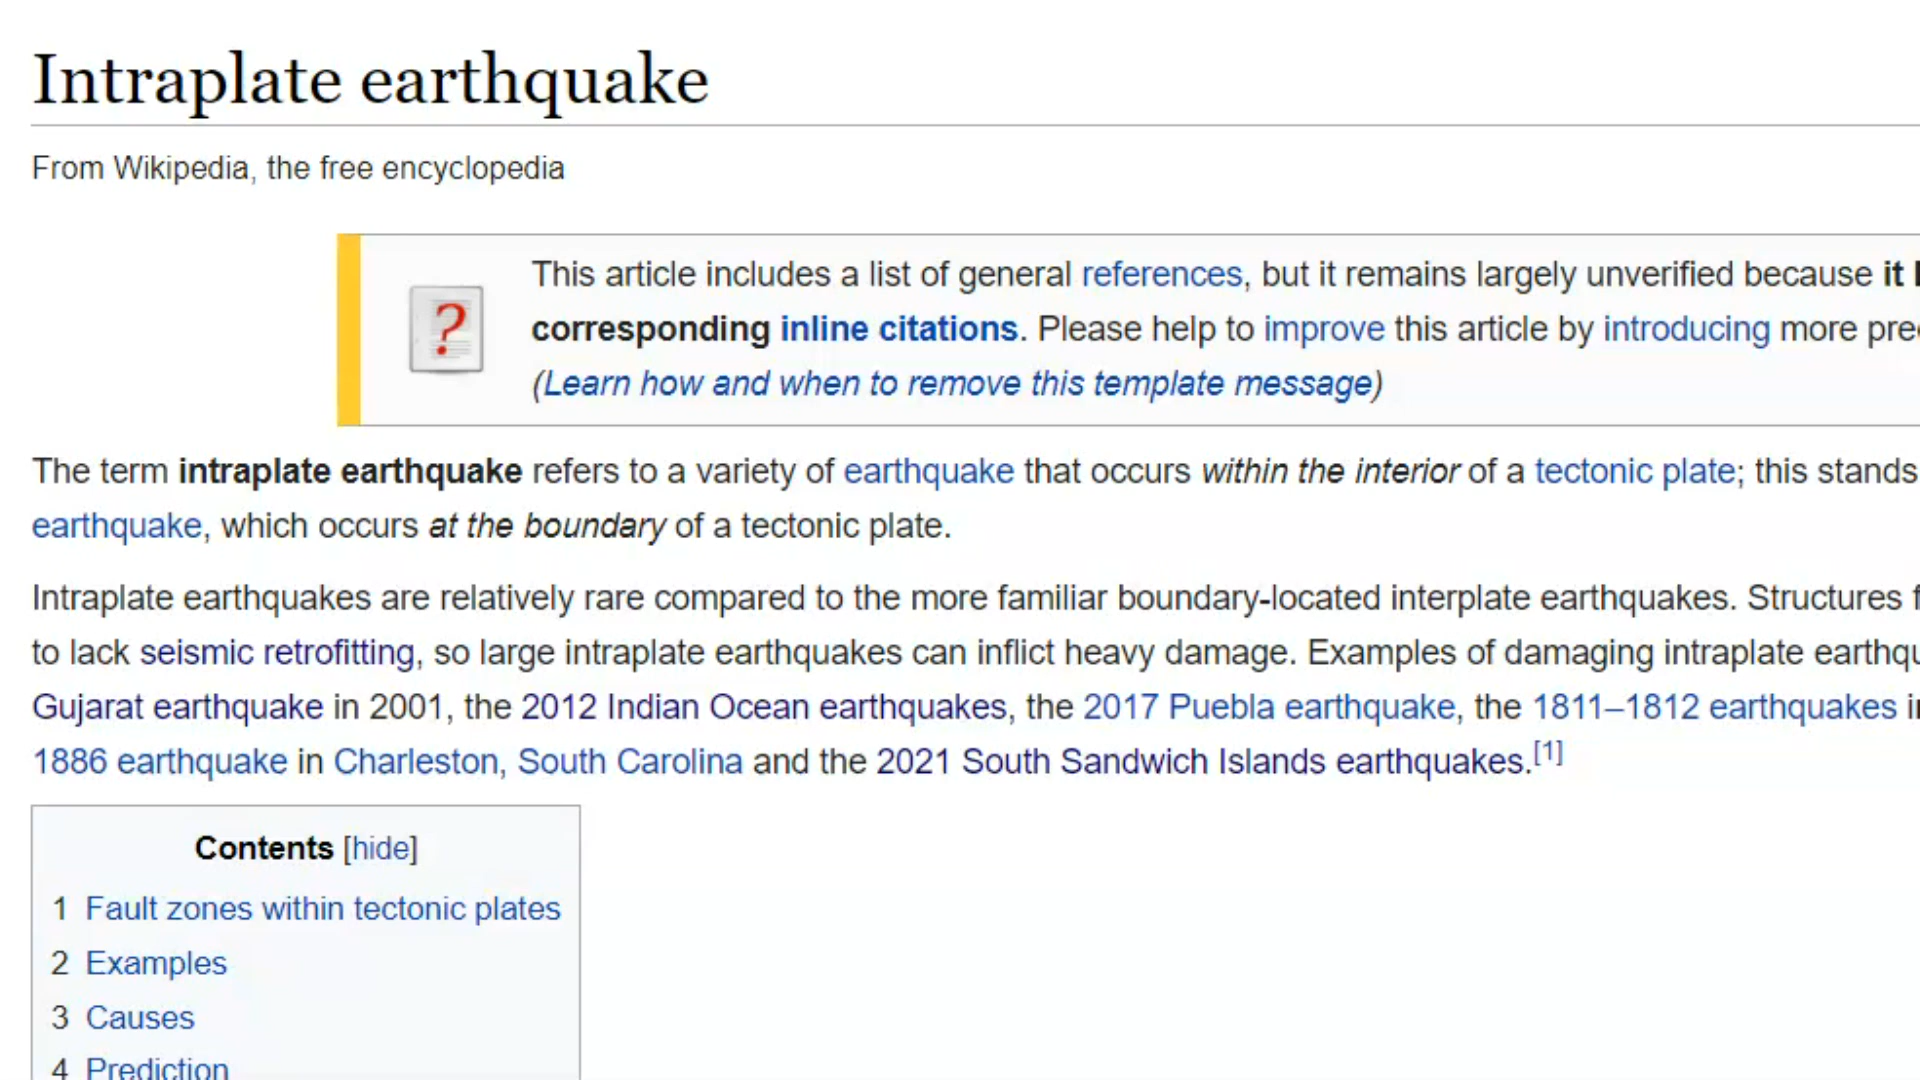 Intraplate earthquake
From Wikipedia, the free encyclopedia
?
This article includes a list of general references, but it remains largely unverified because it
corresponding inline citations. Please help to improve this article by introducing more
(Learn how and when to remove this template message)
The term intraplate earthquake refers to a variety of earthquake that occurs within the interior of a tectonic plate; this stands
earthquake, which occurs at the boundary of a tectonic plate.
Intraplate earthquakes are relatively rare compared to the more familiar boundary-located interplate earthquakes. Structures
to lack seismic retrofitting, so large intraplate earthquakes can inflict heavy damage. Examples of damaging intraplate
Gujarat earthquake in 2001, the 2012 Indian Ocean earthquakes, the 2017 Puebla earthquake, the 1811–1812 earthquakes
1886 earthquake in Charleston, South Carolina and the 2021 South Sandwich Islands earthquakes.[1]
Contents [hide]
1 Fault zones within tectonic plates
2 Examples
3 Causes
4 Prediction